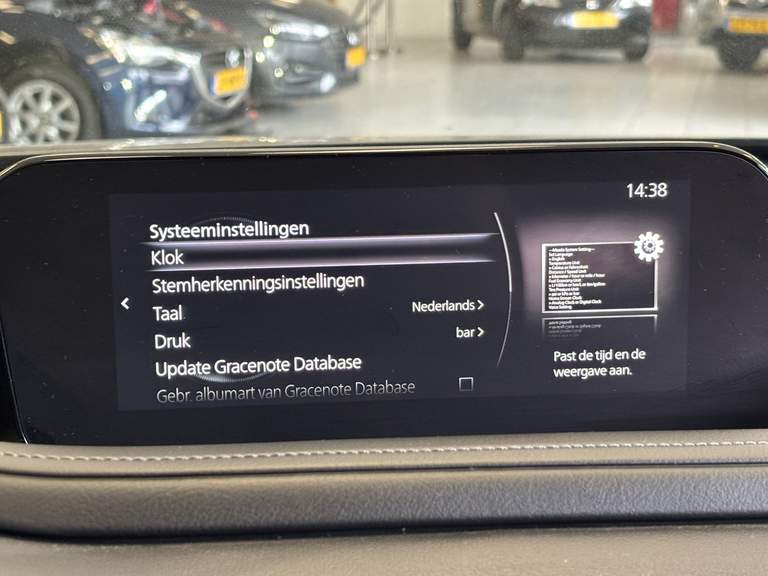 14:38
Systeeminstellingen
Klok
Stemherkenningsinstellingen
Taal Nederlands >
Druk bar >
Update Gracenote Database
Gebr. albumart van Gracenote Database
Past de tijd en de
weergave aan.